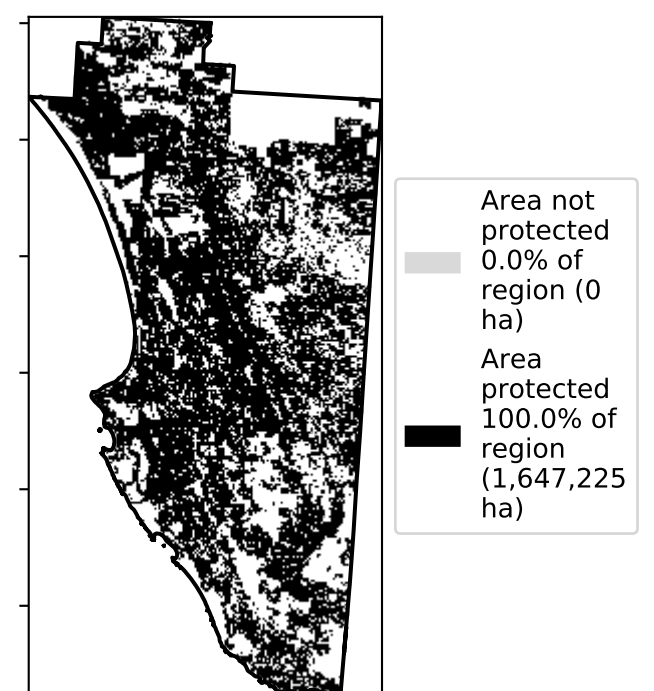 Area not
protected
0.0% of
region (0
ha)
Area
protected
100.0% of
region
(1,647,225
ha)